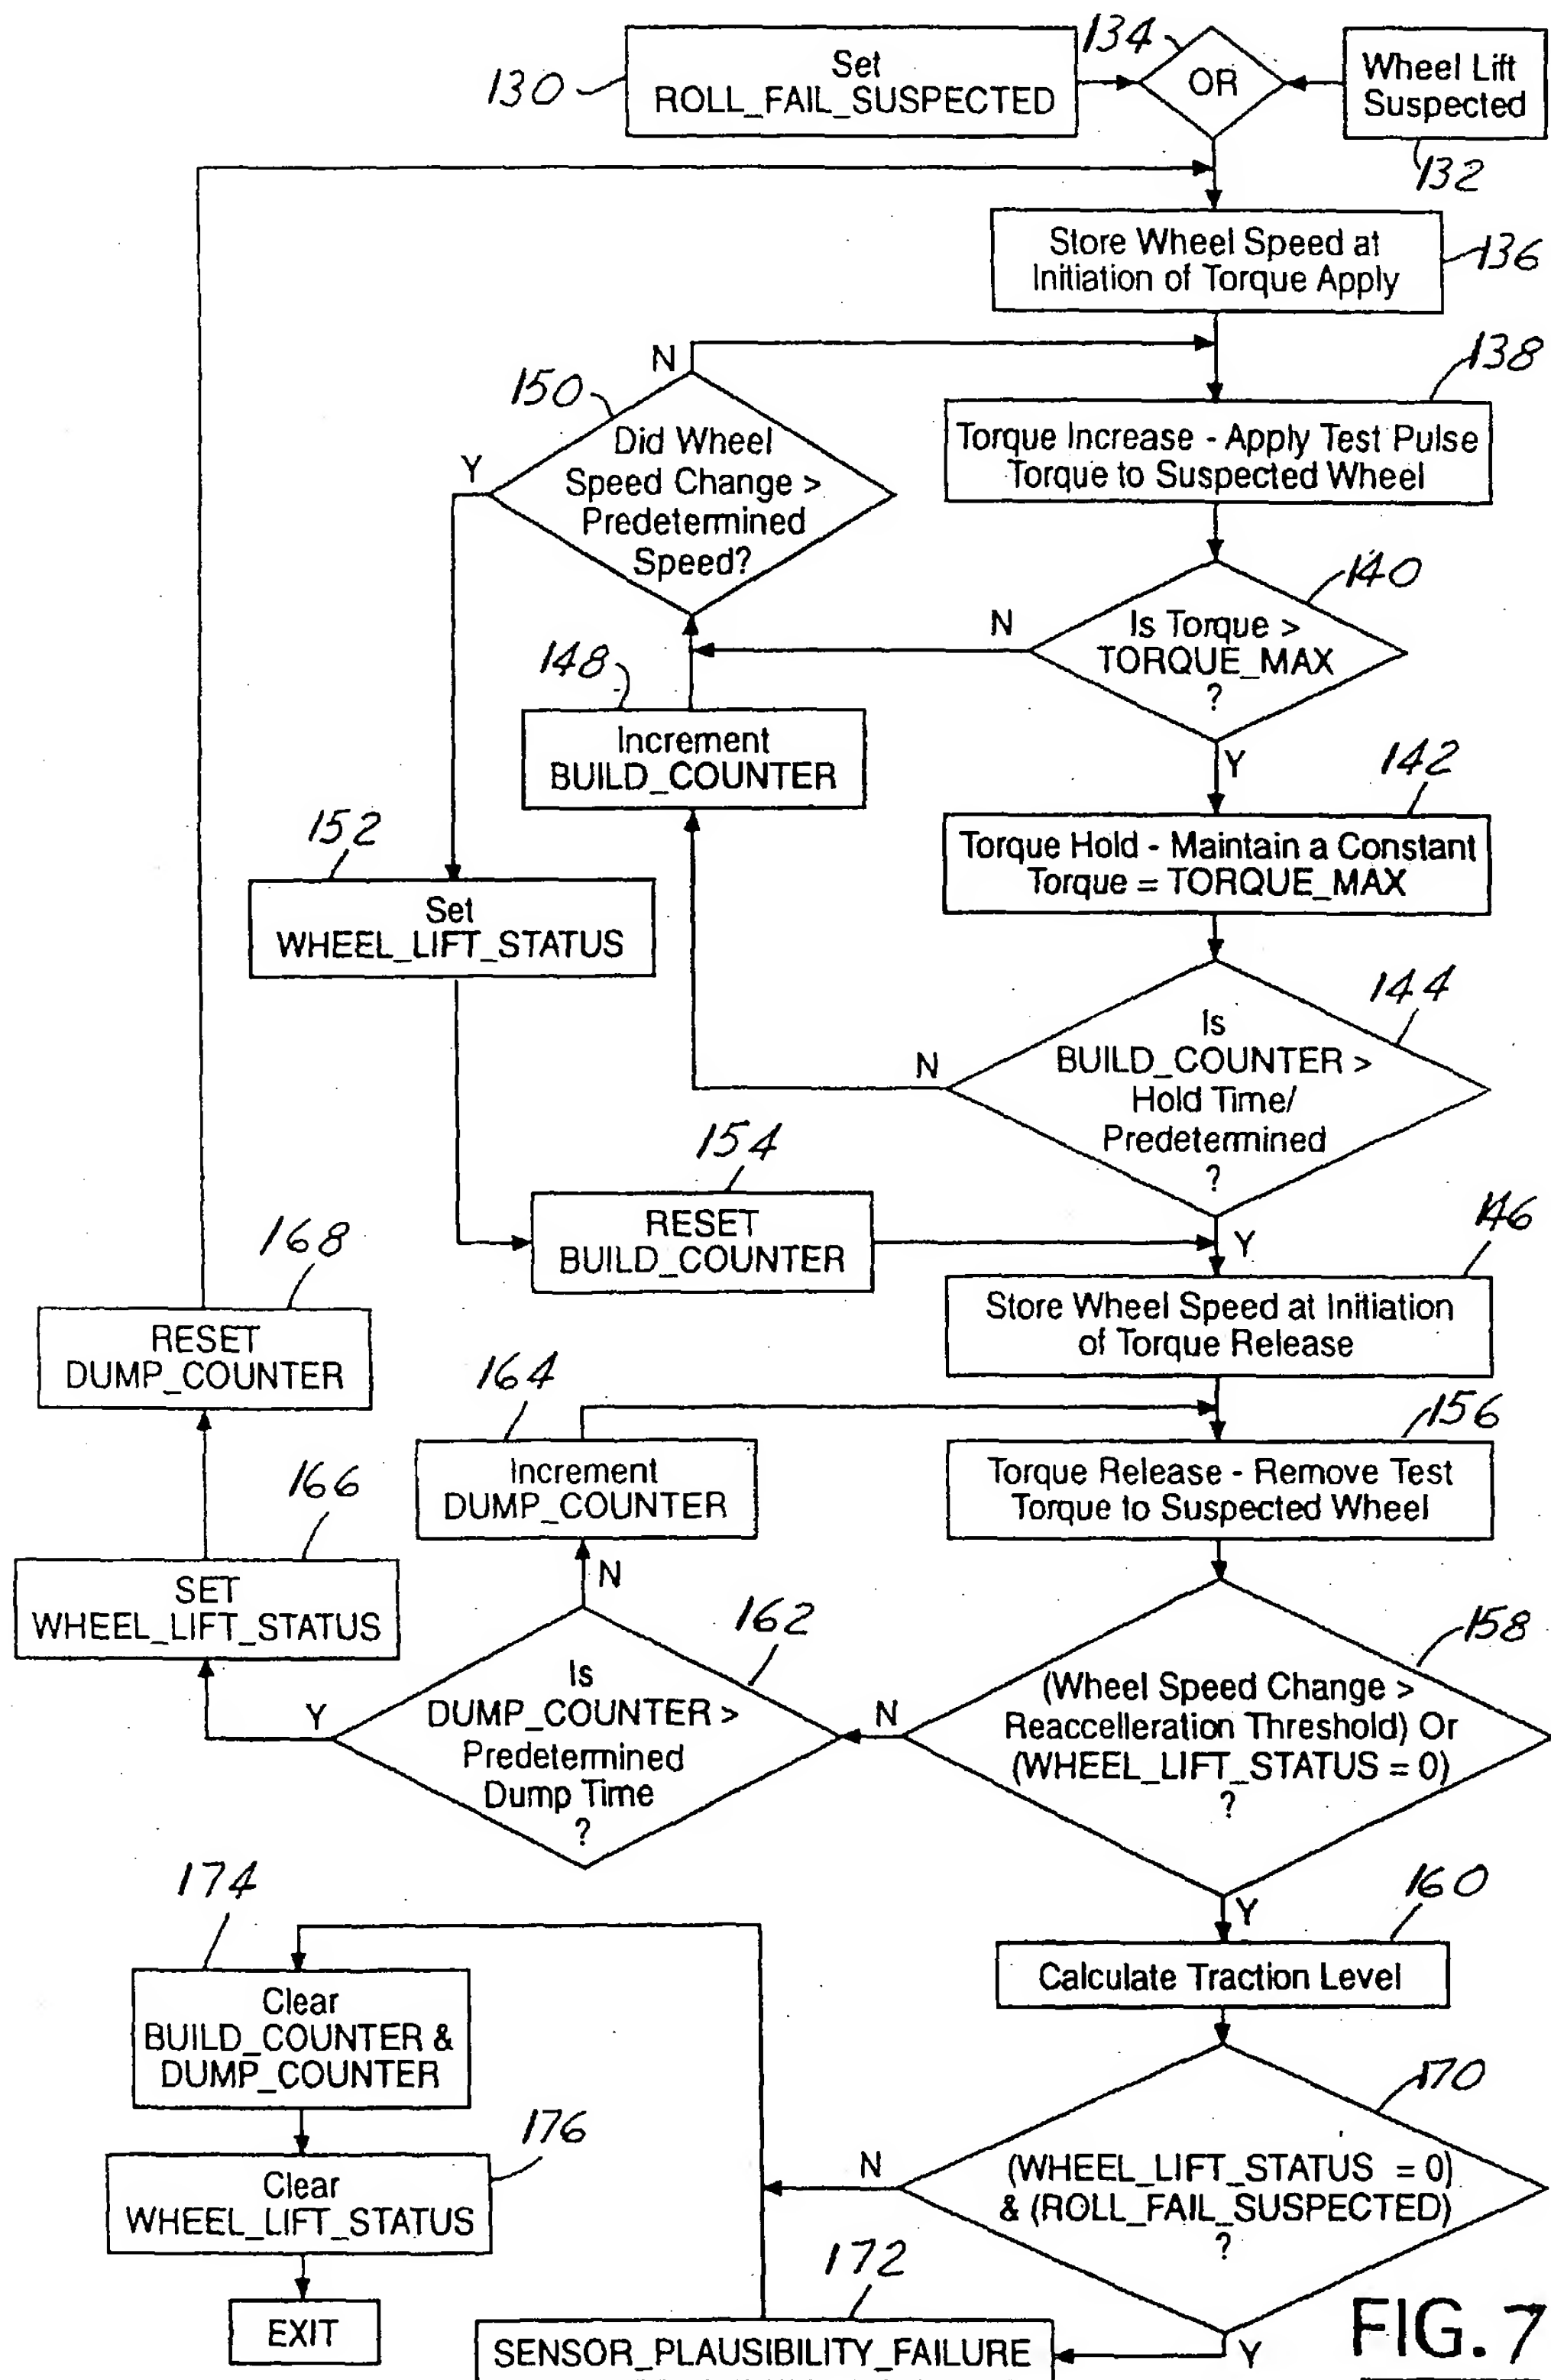 130
Set
ROLL_FAIL_SUSPECTED
134
OR
Wheel Lift
Suspected
132
Store Wheel Speed at
Initiation of Torque Apply
136
N
150
Did Wheel
Speed Change >
Predetermined
Speed?
Y
138
Torque Increase - Apply Test Pulse
Torque to Suspected Wheel
140
Is Torque >
TORQUE_MAX
?
N
Y
148
Increment
BUILD_COUNTER
142
Torque Hold - Maintain a Constant
Torque = TORQUE_MAX
152
Set
WHEEL_LIFT_STATUS
144
Is
BUILD_COUNTER >
Hold Time/
Predetermined
?
N
Y
154
RESET
BUILD_COUNTER
146
Store Wheel Speed at Initiation
of Torque Release
168
RESET
DUMP_COUNTER
164
Increment
DUMP_COUNTER
156
Torque Release - Remove Test
Torque to Suspected Wheel
166
SET
WHEEL_LIFT_STATUS
N
162
Is
DUMP_COUNTER >
Predetermined
Dump Time
?
Y
158
(Wheel Speed Change >
Reaccelleration Threshold) Or
(WHEEL_LIFT_STATUS = 0)
?
N
Y
160
Calculate Traction Level
174
Clear
BUILD_COUNTER &
DUMP_COUNTER
170
(WHEEL_LIFT_STATUS = 0)
& (ROLL_FAIL_SUSPECTED)
?
N
Y
176
Clear
WHEEL_LIFT_STATUS
172
SENSOR_PLAUSIBILITY_FAILURE
EXIT
FIG. 7